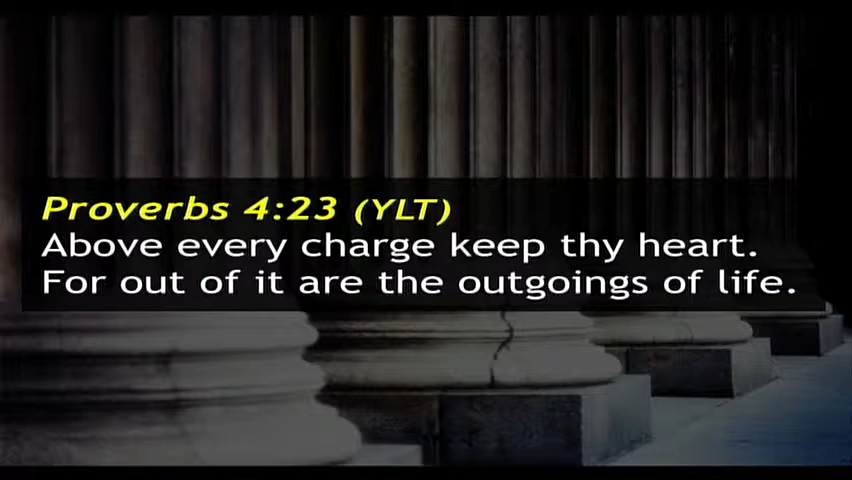 Proverbs 4:23 (YLT)
Above every charge keep thy heart.
For out of it are the outgoings of life.